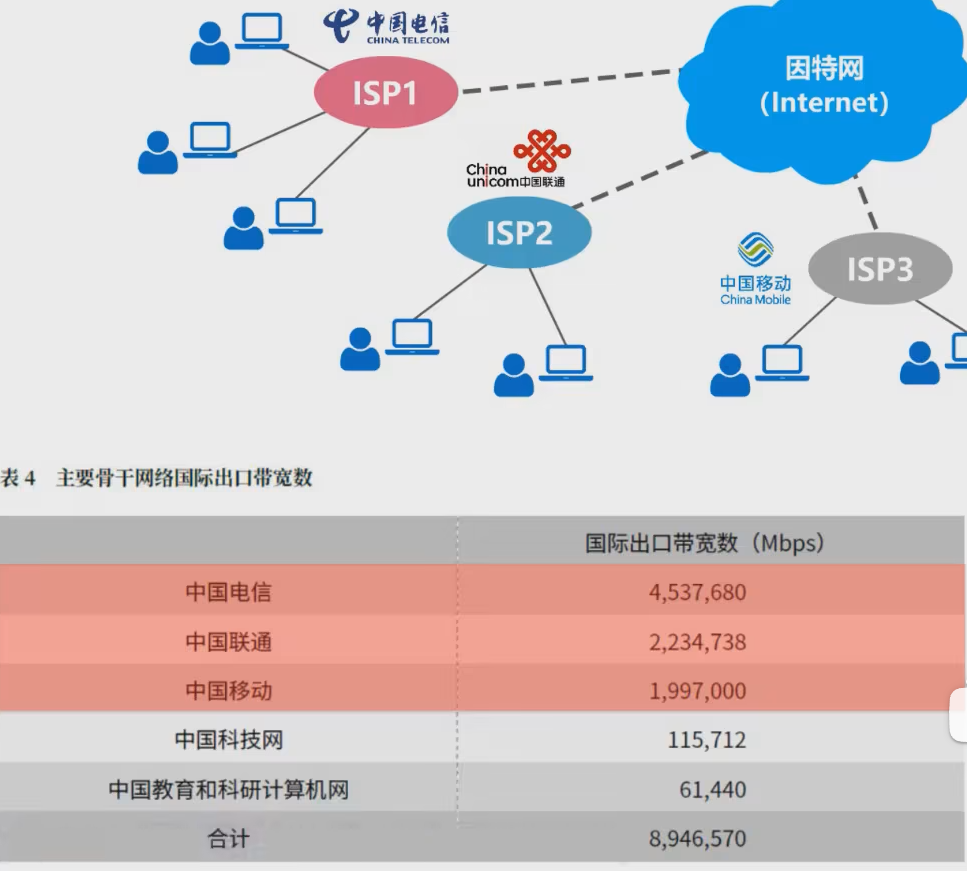 中国电信
CHINA TELECOM
ISP1
因特网
（Internet）
China
unicom中国联通
ISP2
中国移动
China Mobile
ISP3
表 4 主要骨干网络国际出口带宽数
国际出口带宽数（Mbps）
中国电信 4,537,680
中国联通 2,234,738
中国移动 1,997,000
中国科技网 115,712
中国教育和科研计算机网 61,440
合计 8,946,570